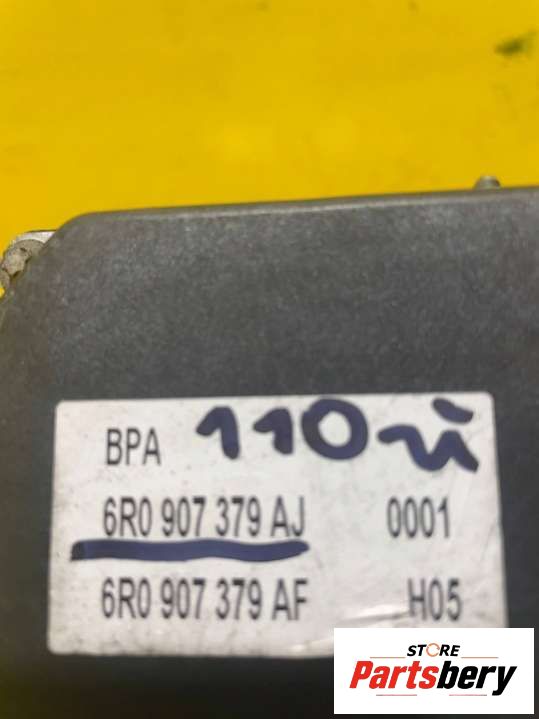 BPA 110
6R0 907 379 AJ 0001
6R0 907 379 AF H05
STORE
Partsbery